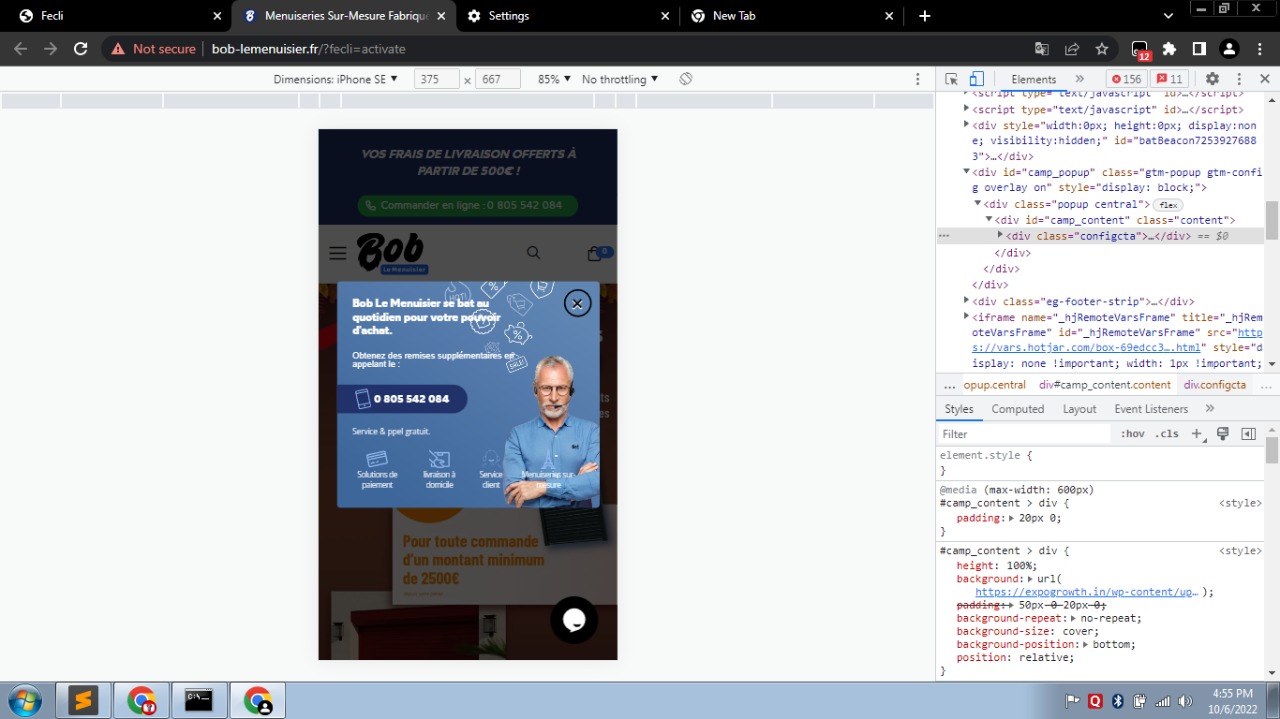 Fecli
Menuiseries Sur-Mesure Fabriqué
Settings
New Tab
Not secure
bob-lemenuisier.fr/?fecli=activate
12
Dimensions: iPhone SE
375
×
667
85%
No throttling
Elements
156
11
VOS FRAIS DE LIVRAISON OFFERTS À
PARTIR DE 500€ !
Commander en ligne : 0 805 542 084
Bob
Le Menuisier
0
Bob Le Menuisier se bat au
quotidien pour votre pouvoir
d'achat.
HOT!
%
SALE!
Obtenez des remises supplémentaires en
appelant le :
0 805 542 084
Service & ppel gratuit.
Solutions de
paiement
livraison à
domicile
Service
client
Menuiseries sur
mesure
Pour toute commande
d'un montant minimum
de 2500€
<script type="text/javascript" id>…</script>
<script type="text/javascript" id>…</script>
<div style="width:0px; height:0px; display:non
e; visibility:hidden;" id="batBeacon7253927688
3">…</div>
<div id="camp_popup" class="gtm-popup gtm-confi
g overlay on" style="display: block;">
<div class="popup central"> flex
<div id="camp_content" class="content">
… <div class="configcta">…</div> == $0
</div>
</div>
</div>
<div class="eg-footer-strip">…</div>
<iframe name="_hjRemoteVarsFrame" title="_hjRem
oteVarsFrame" id="_hjRemoteVarsFrame" src="http
s://vars.hotjar.com/box-69edcc3….html" style="d
isplay: none !important; width: 1px !important;
… opup.central div#camp_content.content div.configcta …
Styles
Computed
Layout
Event Listeners
Filter
:hov .cls
element.style {
}
@media (max-width: 600px)
#camp_content > div { <style>
padding: 20px 0;
}
#camp_content > div { <style>
height: 100%;
background: url(
https://expogrowth.in/wp-content/up… );
padding: 50px 0 20px 0;
background-repeat: no-repeat;
background-size: cover;
background-position: bottom;
position: relative;
}
4:55 PM
10/6/2022